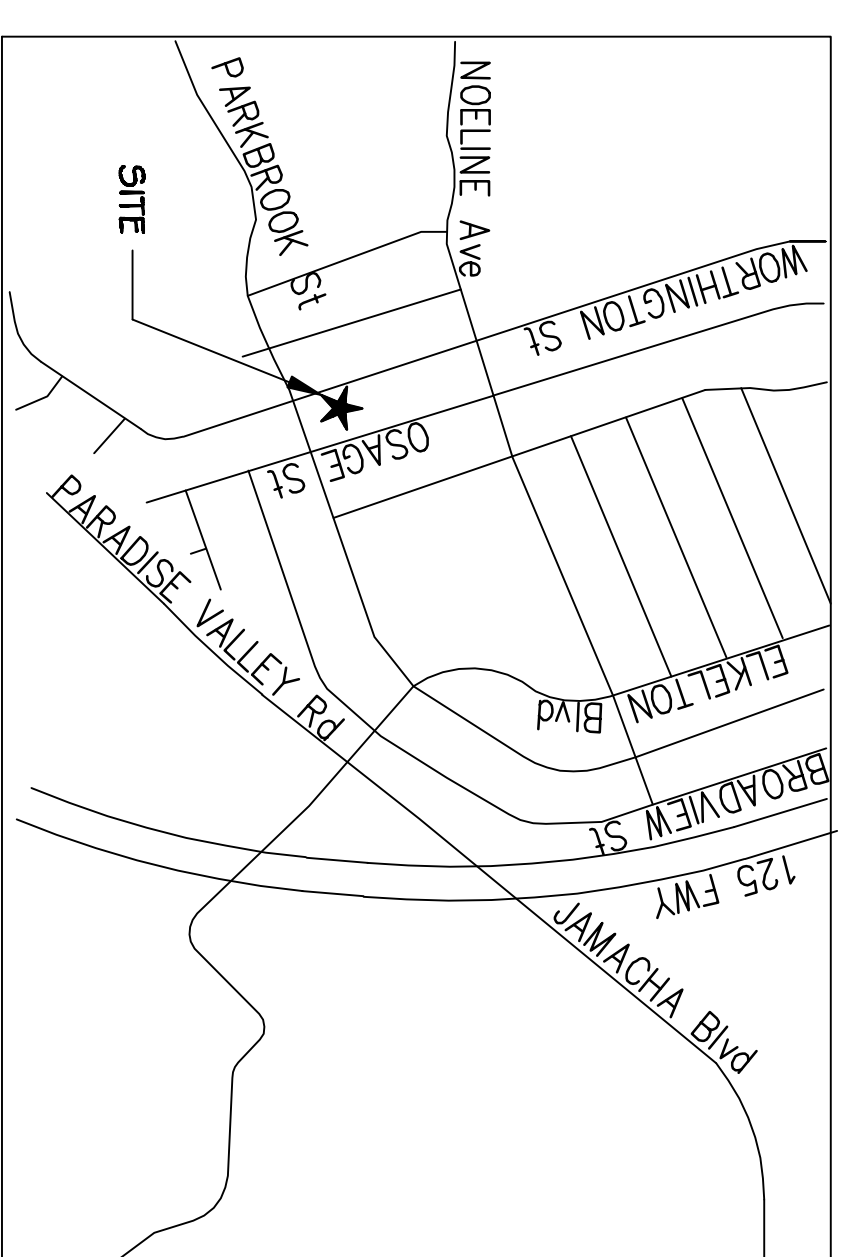 PARKBROOK St
NOELINE Ave
SITE
WORTHINGTON St
OSAGE St
PARADISE VALLEY Rd
ELKELTON Blvd
BROADVIEW St
125 FWY
JAMACHA Blvd